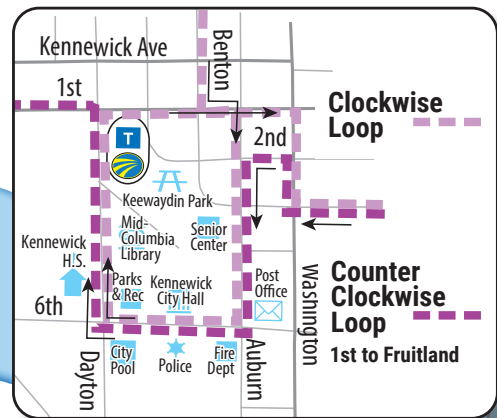 Kennewick Ave
Benton
1st
Clockwise
Loop
T
2nd
Keewaydin Park
Mid-
Columbia
Library
Senior
Center
Kennewick
H.S.
Parks
& Rec
Kennewick
City Hall
Post
Office
Washington
Counter
Clockwise
Loop
1st to Fruitland
6th
Dayton
City
Pool
Police
Fire
Dept
Auburn